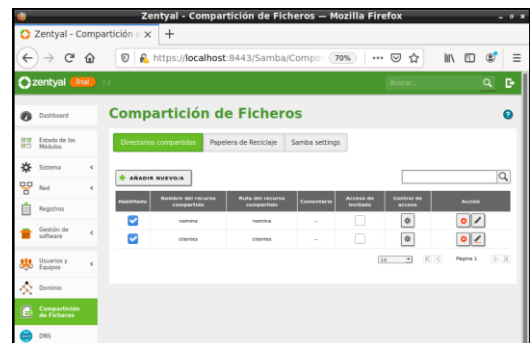 Zentyal - Compartición de Ficheros — Mozilla Firefox
Zentyal - Compartición
https://localhost:8443/Samba/Compo
70%
zentyal Trial 7.0
Buscar...
Dashboard
Estado de los
Módulos
Sistema
Red
Registros
Gestión de
software
Usuarios y
Equipos
Dominio
Compartición
de Ficheros
DNS
Compartición de Ficheros
Directorios compartidos Papelera de Reciclaje Samba settings
AÑADIR NUEVO/A
Habilitado Nombre del recurso compartido Ruta del recurso compartido Comentario Acceso de invitado Control de acceso Acción
nomina nomina --
clientes clientes --
10 Página 1